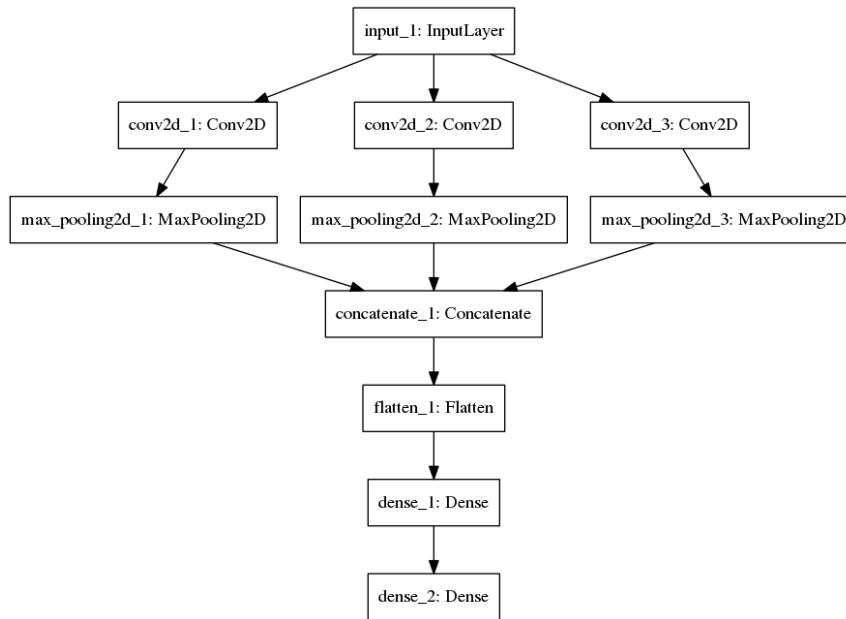 input_1: InputLayer
conv2d_1: Conv2D
conv2d_2: Conv2D
conv2d_3: Conv2D
max_pooling2d_1: MaxPooling2D
max_pooling2d_2: MaxPooling2D
max_pooling2d_3: MaxPooling2D
concatenate_1: Concatenate
flatten_1: Flatten
dense_1: Dense
dense_2: Dense